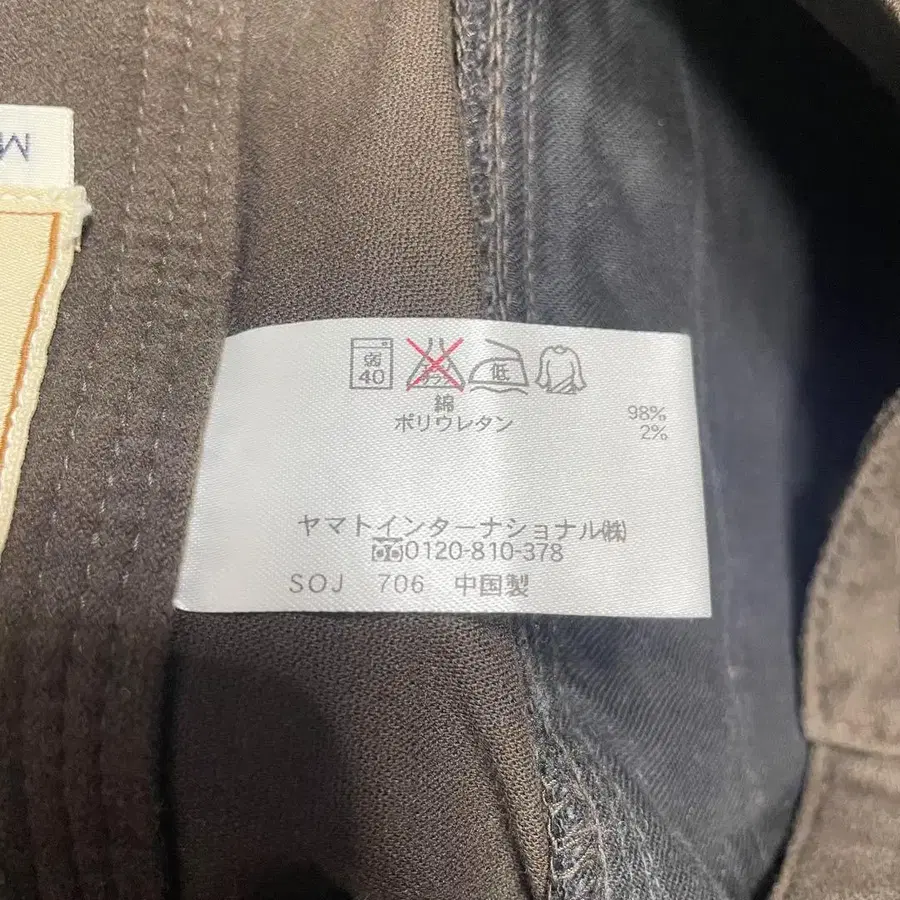 M
弱
40
低
綿 98%
ポリウレタン 2%
ヤマトインターナショナル㈱
0120-810-378
SOJ 706 中国製